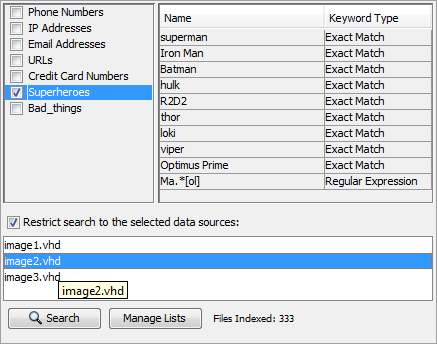 Phone Numbers
IP Addresses
Email Addresses
URLs
Credit Card Numbers
Superheroes
Bad_things
Name Keyword Type
superman Exact Match
Iron Man Exact Match
Batman Exact Match
hulk Exact Match
R2D2 Exact Match
thor Exact Match
loki Exact Match
viper Exact Match
Optimus Prime Exact Match
Ma.*[ol] Regular Expression
Restrict search to the selected data sources:
image1.vhd
image2.vhd
image3.vhd
image2.vhd
Search Manage Lists Files Indexed: 333